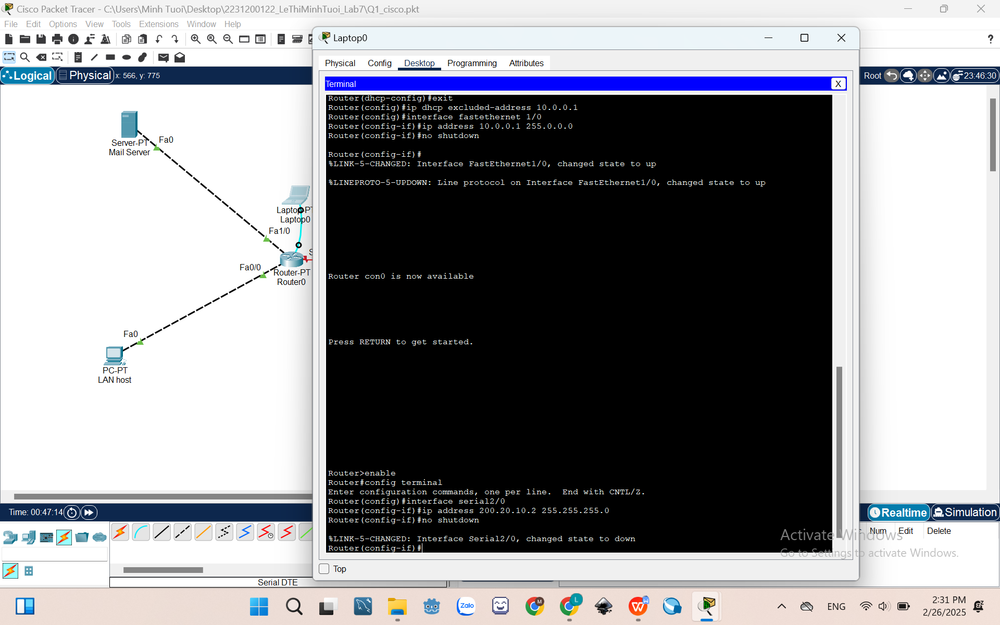 Cisco Packet Tracer - C:\Users\Minh Tuoi\Desktop\2231200122_LeThiMinhTuoi_Lab7\Q1_cisco.pkt
File Edit Options View Tools Extensions Window Help
?
Logical Physical x: 566, y: 775
Root 23:46:30
Server-PT
Mail Server
Fa0
Laptop-PT
Laptop0
Fa1/0
Fa0/0
Router-PT
Router0
Fa0
PC-PT
LAN host
Laptop0
Physical Config Desktop Programming Attributes
Terminal
X
Router(dhcp-config)#exit
Router(config)#ip dhcp excluded-address 10.0.0.1
Router(config)#interface fastethernet 1/0
Router(config-if)#ip address 10.0.0.1 255.0.0.0
Router(config-if)#no shutdown
Router(config-if)#
%LINK-5-CHANGED: Interface FastEthernet1/0, changed state to up
%LINEPROTO-5-UPDOWN: Line protocol on Interface FastEthernet1/0, changed state to up
Router con0 is now available
Press RETURN to get started.
Router>enable
Router#config terminal
Enter configuration commands, one per line.  End with CNTL/Z.
Router(config)#interface serial2/0
Router(config-if)#ip address 200.20.10.2 255.255.255.0
Router(config-if)#no shutdown
%LINK-5-CHANGED: Interface Serial2/0, changed state to down
Router(config-if)#
Top
Time: 00:47:14
Realtime Simulation
Num Edit Delete
Activate Windows
Go to Settings to activate Windows.
Serial DTE
Zalo
M
L
W
ENG
2:31 PM
2/26/2025